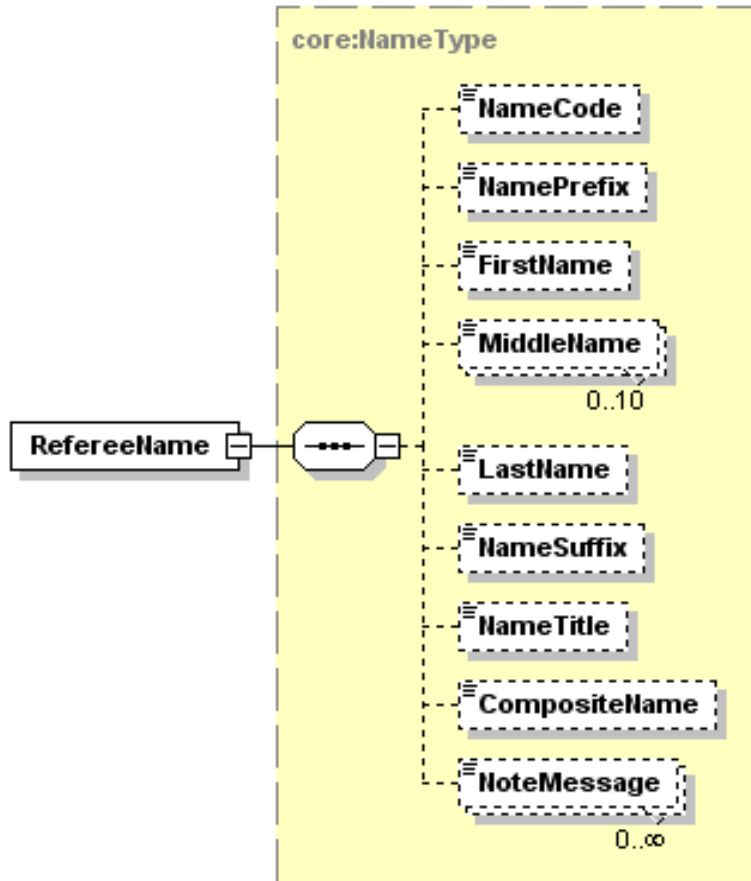 core:NameType
NameCode
NamePrefix
FirstName
MiddleName
0..10
RefereeName
LastName
NameSuffix
NameTitle
CompositeName
NoteMessage
0..∞